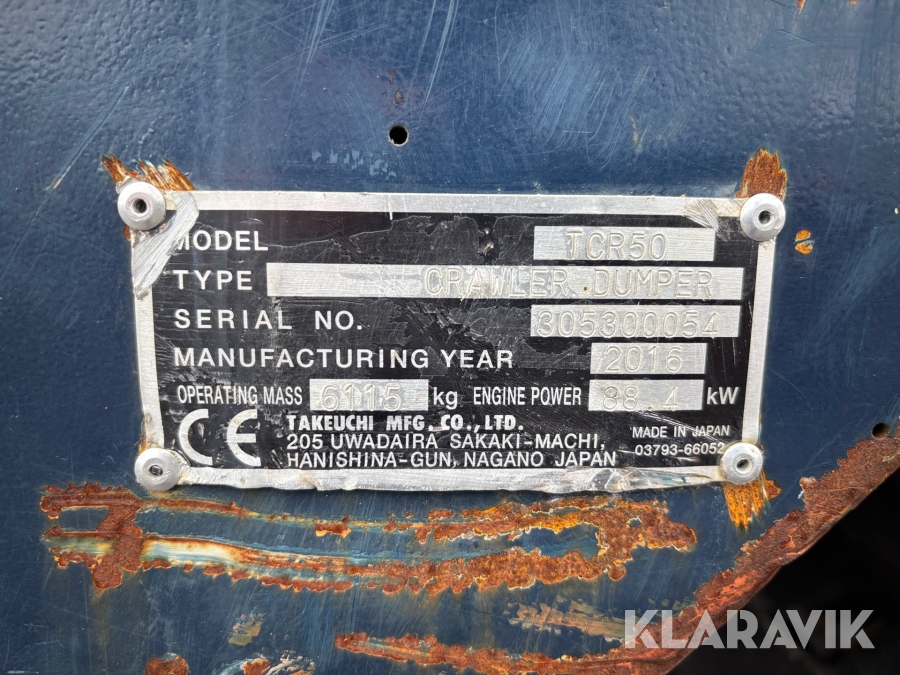 KLARAVIK
MODEL TCR50
TYPE CRAWLER DUMPER
SERIAL NO. 305300054
MANUFACTURING YEAR 2016
OPERATING MASS 6115 kg ENGINE POWER 88.4 kW
CE TAKEUCHI MFG. CO., LTD.
205 UWADAIRA SAKAKI-MACHI,
HANISHINA-GUN, NAGANO JAPAN
MADE IN JAPAN
03793-66052
KLARAVIK